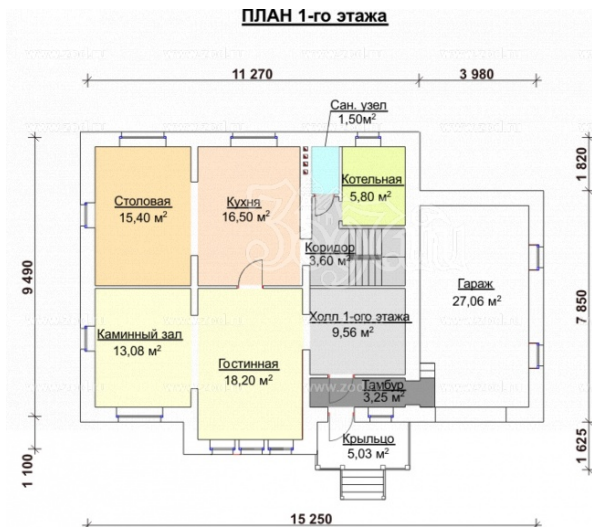 ПЛАН 1-го этажа
11 270
3 980
Сан. узел
1,50м²
1 820
Столовая
15,40 м²
Кухня
16,50 м²
Котельная
5,80 м²
Коридор
3,60 м²
9 490
Гараж
27,06 м²
7 850
Холл 1-ого этажа
9,56 м²
Каминный зал
13,08 м²
Гостинная
18,20 м²
Тамбур
3,25 м²
Крыльцо
5,03 м²
1 100
1 625
15 250